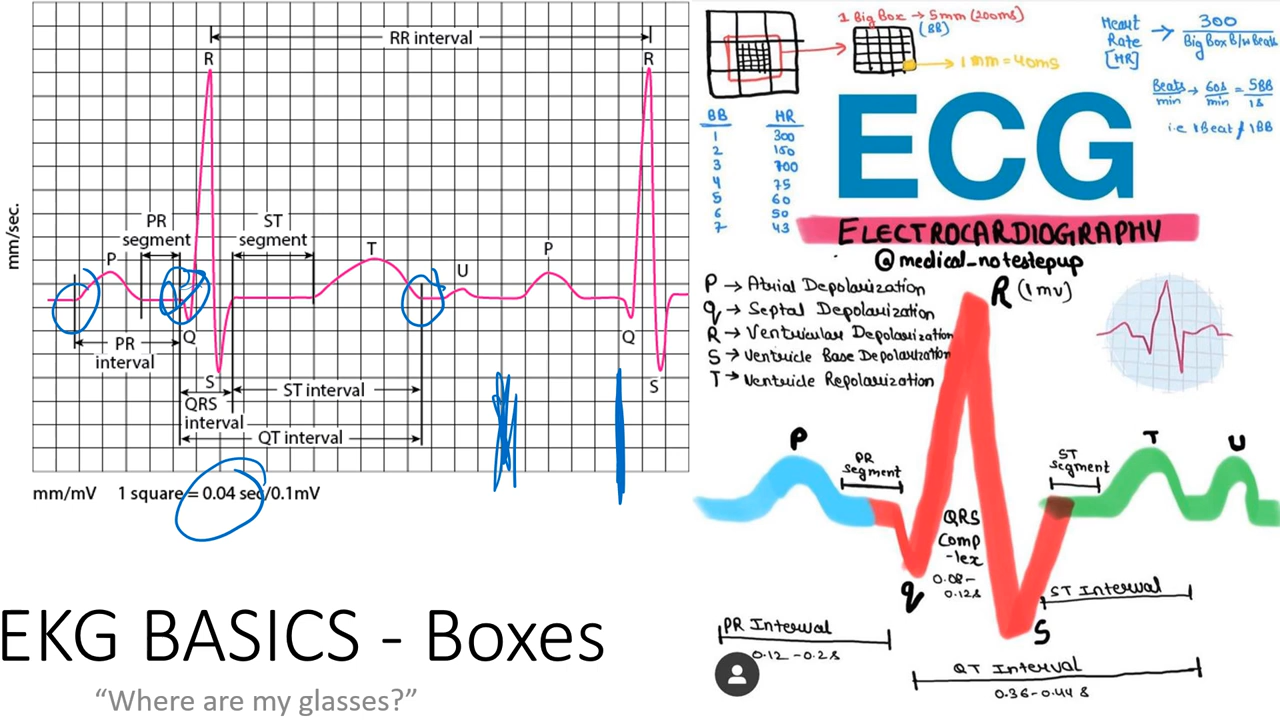 RR interval
R
R
mm/sec.
PR
segment
ST
segment
P
T
U
P
PR
interval
Q
Q
S
S
ST interval
QRS
interval
QT interval
mm/mV 1 square = 0.04 sec/0.1mV
EKG BASICS - Boxes
“Where are my glasses?”
1 Big Box → 5mm (200ms)
(BB)
→ 1 mm = 40ms
Heart
Rate
[HR]
→ 300
Big Box B/w Beats
Beats/min → 60s/min = 5BB/1s
i.e 1 Beat / 1BB
BB HR
1 300
2 150
3 700
4 75
5 60
6 50
7 43
ECG
ELECTROCARDIOGRAPHY
@medical_notestepup
P → Atrial Depolarization
q → Septal Depolarization
R → Ventricular Depolarization
S → Ventricle Base Depolarization
T → Ventricle Repolarization
R (1 mv)
P
PR
segment
ST
segment
T
U
QRS
Comp
-lex
0.08-
0.12s
q
S
ST Interval
PR Interval
0.12-0.2s
QT Interval
0.36-0.44 s